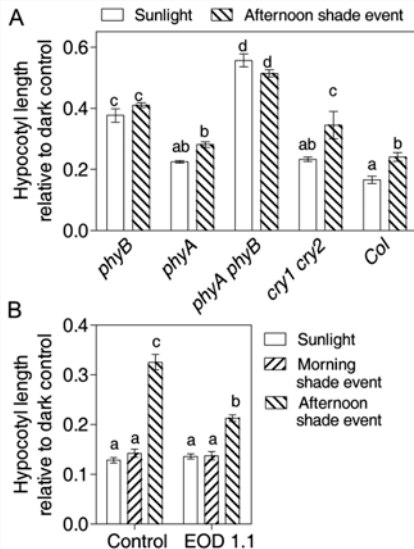 A
Sunlight
Afternoon shade event
Hypocotyl length
relative to dark control
0.6
0.4
0.2
0.0
c c
ab b
d d
ab c
a b
phyB
phyA
phyA phyB
cry1 cry2
Col
B
Hypocotyl length
relative to dark control
0.4
0.3
0.2
0.1
0.0
a a c
a a b
Control
EOD 1.1
Sunlight
Morning
shade event
Afternoon
shade event